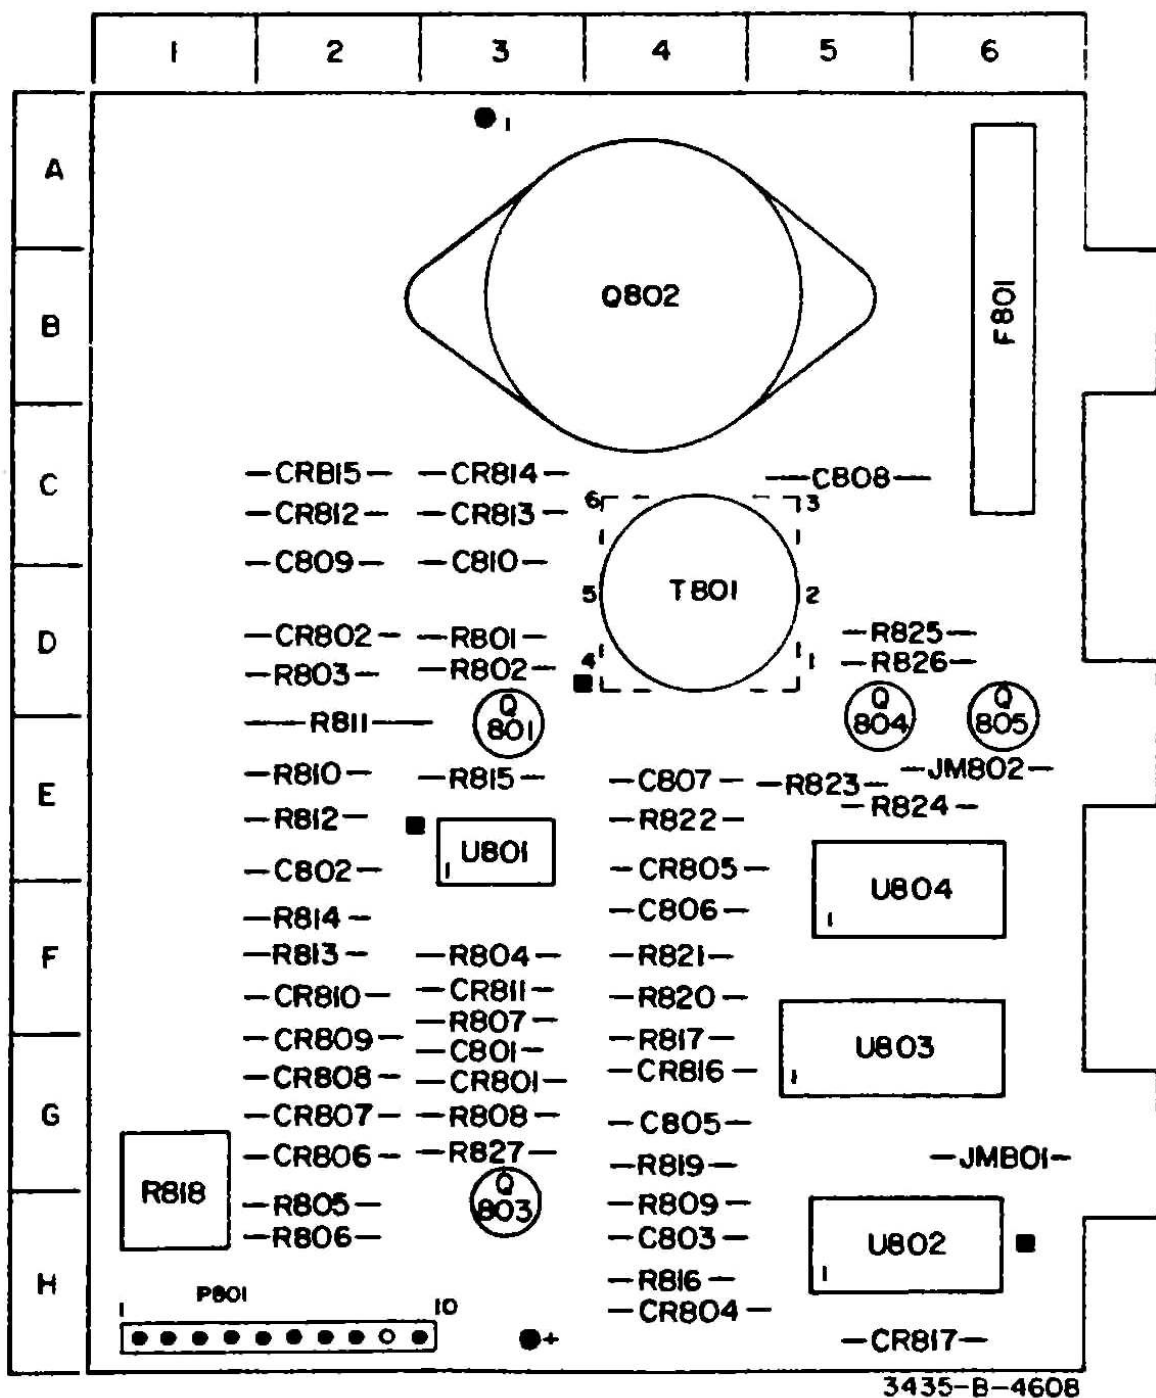 1 2 3 4 5 6
A
1
B
Q802
F801
C
-CR815- -CR814- -C808-
-CR812- -CR813-
6 3
-C809- -C810-
5 T801 2
D
-CR802- -R801- -R825-
-R803- -R802- 4 1 -R826-
-R811- Q 801 Q 804 Q 805
E
-R810- -R815- -C807- -R823- -JM802-
-R824-
-R812- -R822-
U801
1
-C802- -CR805-
U804
1
-R814- -C806-
F
-R813- -R804- -R821-
-CR810- -CR811- -R820-
-R807-
-CR809- -C801- -R817-
U803
1
-CR808- -CR801- -CR816-
G
-CR807- -R808- -C805-
-CR806- -R827- -R819- -JM801-
R818
-R805- Q 803 -R809-
-R806- -C803-
U802
1
H
-R816-
P801
1 10
-CR804-
+
-CR817-
3435-B-4608